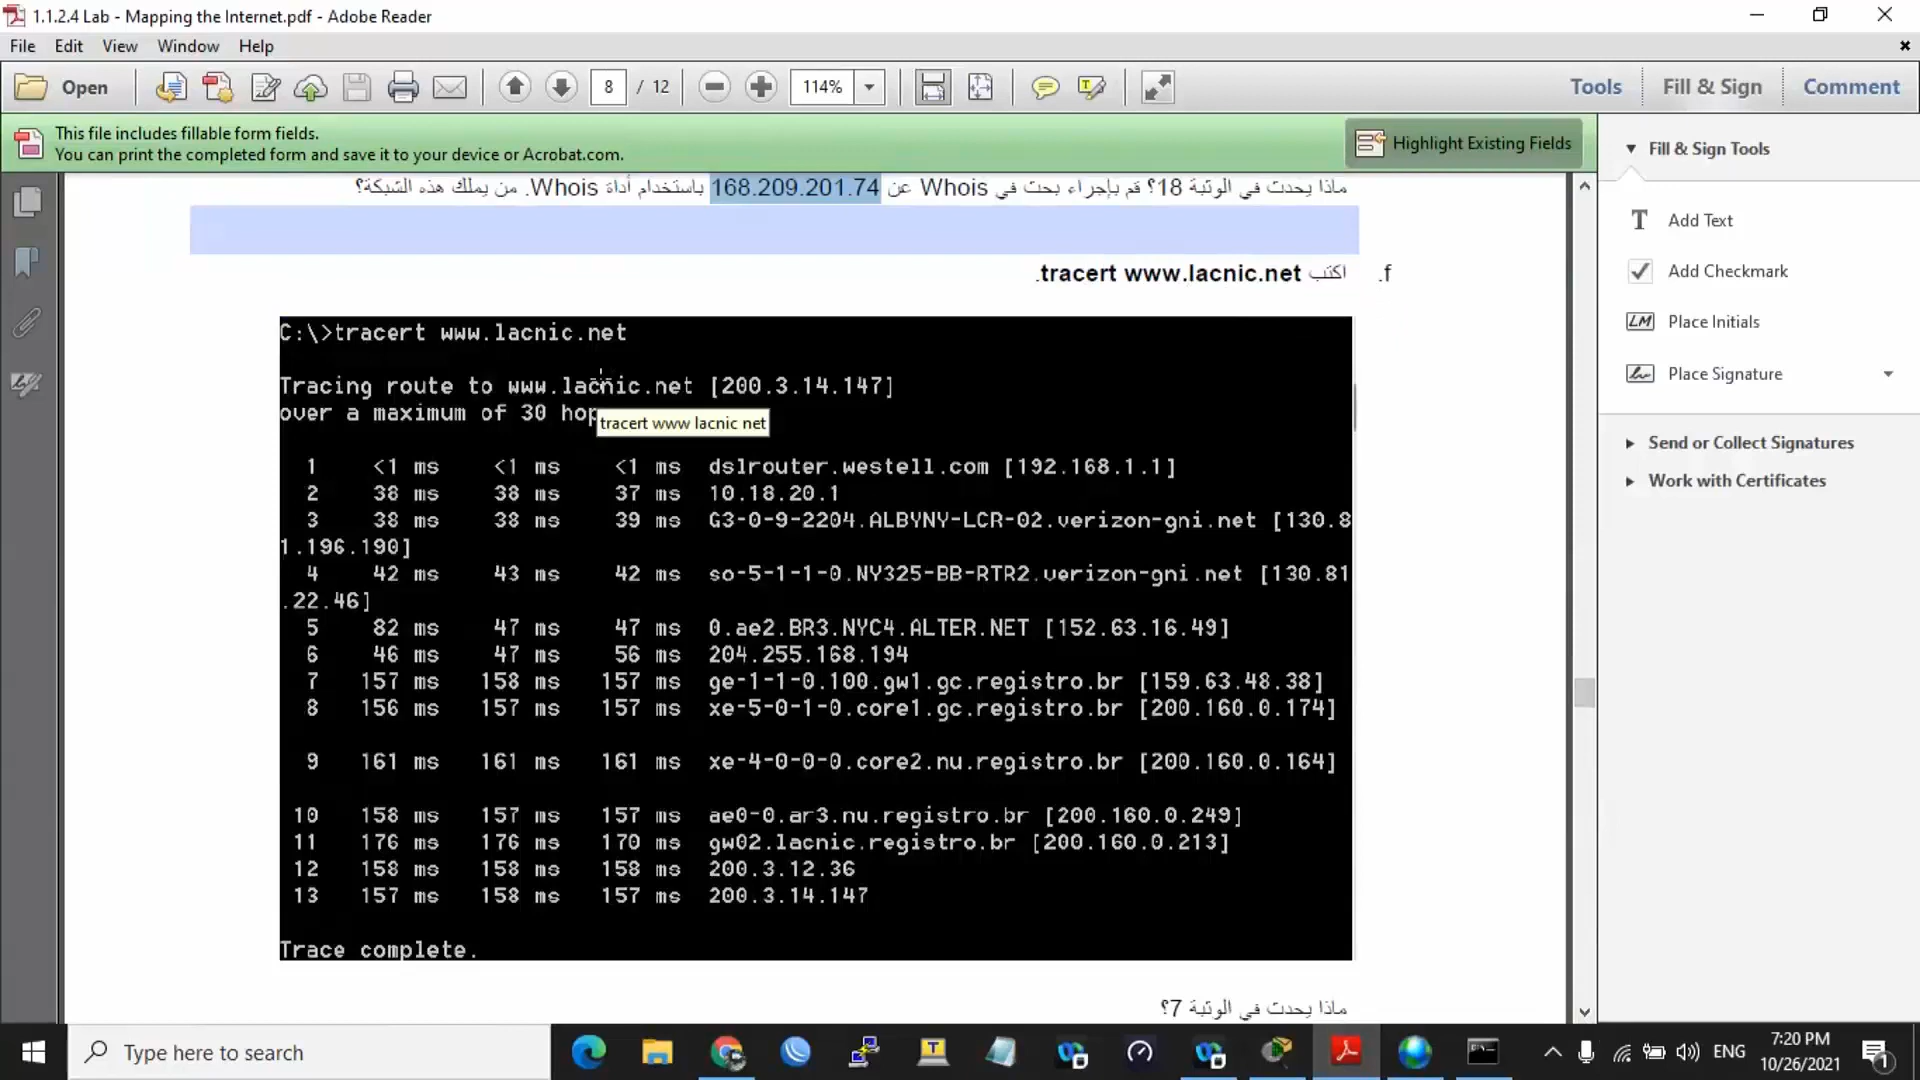 1.1.2.4 Lab - Mapping the Internet.pdf - Adobe Reader
File Edit View Window Help
Open 8 / 12 114% Tools Fill & Sign Comment
This file includes fillable form fields.
You can print the completed form and save it to your device or Acrobat.com.
Highlight Existing Fields
ماذا يحدث في الوثبة 18؟ قم بإجراء بحث في Whois عن 168.209.201.74 باستخدام أداة Whois. من يملك هذه الشبكة؟
f. اكتب tracert www.lacnic.net.
C:\>tracert www.lacnic.net
Tracing route to www.lacnic.net [200.3.14.147]
over a maximum of 30 hop
tracert www lacnic net
1 <1 ms <1 ms <1 ms dslrouter.westell.com [192.168.1.1]
2 38 ms 38 ms 37 ms 10.18.20.1
3 38 ms 38 ms 39 ms G3-0-9-2204.ALBYNY-LCR-02.verizon-gni.net [130.8
1.196.190]
4 42 ms 43 ms 42 ms so-5-1-1-0.NY325-BB-RTR2.verizon-gni.net [130.81
.22.46]
5 82 ms 47 ms 47 ms 0.ae2.BR3.NYC4.ALTER.NET [152.63.16.49]
6 46 ms 47 ms 56 ms 204.255.168.194
7 157 ms 158 ms 157 ms ge-1-1-0.100.gw1.gc.registro.br [159.63.48.38]
8 156 ms 157 ms 157 ms xe-5-0-1-0.core1.gc.registro.br [200.160.0.174]
9 161 ms 161 ms 161 ms xe-4-0-0-0.core2.nu.registro.br [200.160.0.164]
10 158 ms 157 ms 157 ms ae0-0.ar3.nu.registro.br [200.160.0.249]
11 176 ms 176 ms 170 ms gw02.lacnic.registro.br [200.160.0.213]
12 158 ms 158 ms 158 ms 200.3.12.36
13 157 ms 158 ms 157 ms 200.3.14.147
Trace complete.
ماذا يحدث في الوثبة 7؟
Fill & Sign Tools
Add Text
Add Checkmark
LM Place Initials
Place Signature
Send or Collect Signatures
Work with Certificates
Type here to search
ENG
7:20 PM
10/26/2021
1